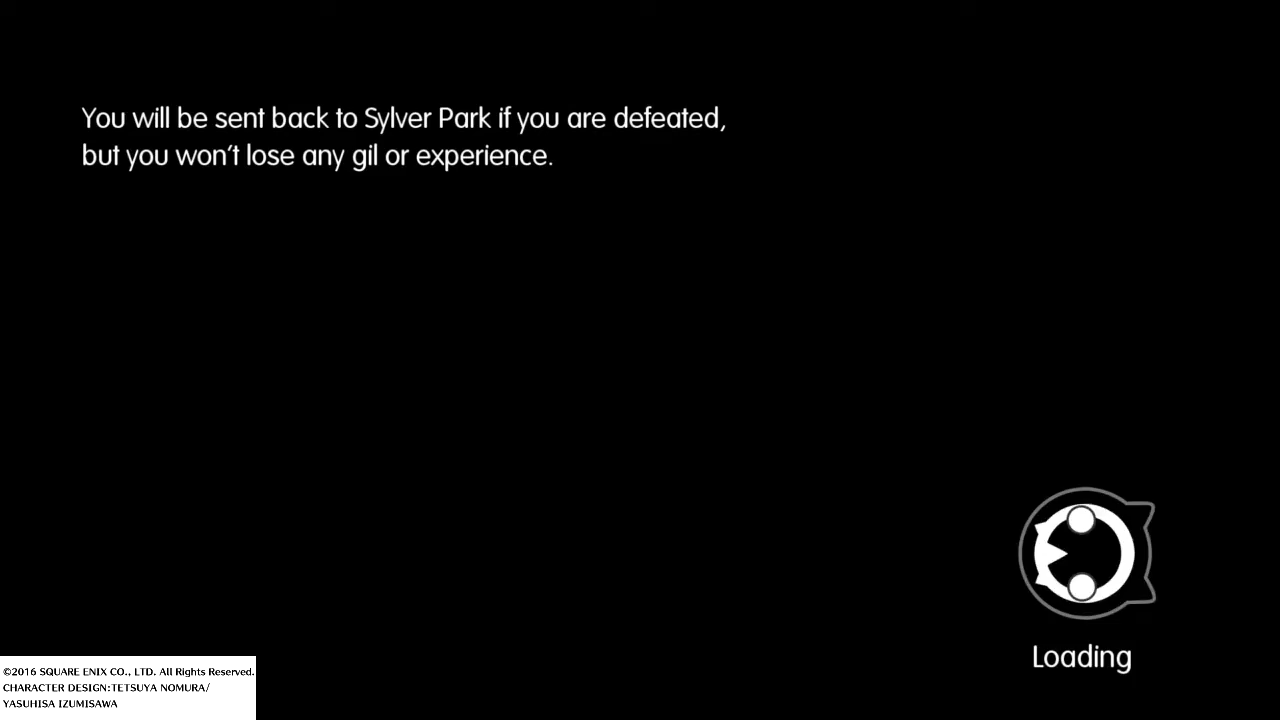 You will be sent back to Sylver Park if you are defeated,
but you won't lose any gil or experience.
Loading
©2016 SQUARE ENIX CO., LTD. All Rights Reserved.
CHARACTER DESIGN:TETSUYA NOMURA/
YASUHISA IZUMISAWA